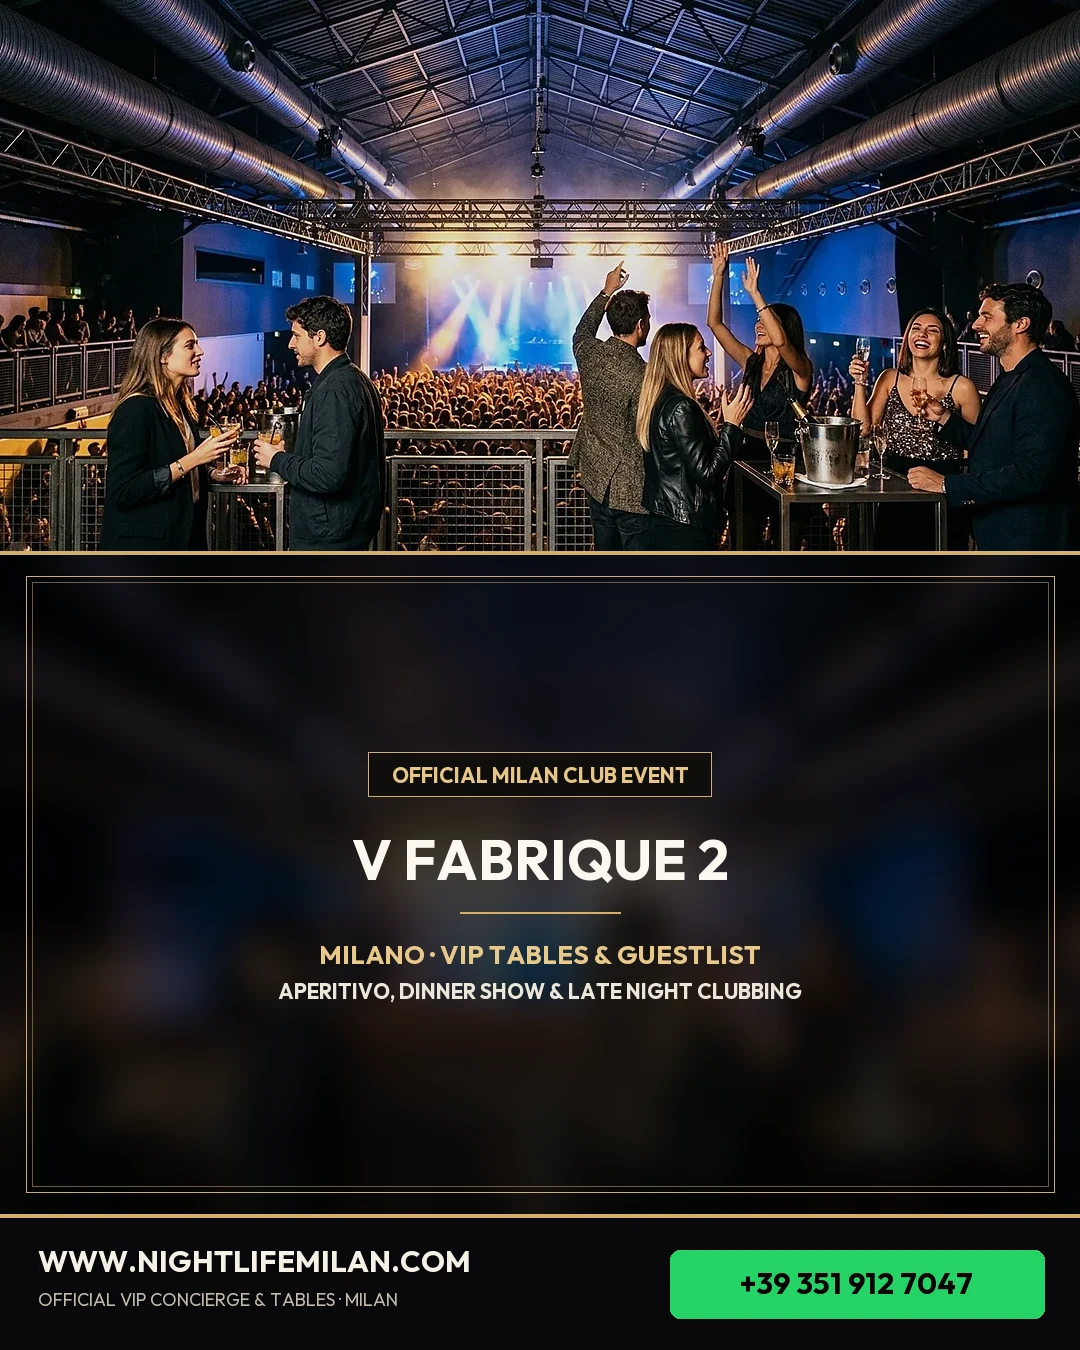 OFFICIAL MILAN CLUB EVENT
V FABRIQUE 2
MILANO · VIP TABLES & GUESTLIST
APERITIVO, DINNER SHOW & LATE NIGHT CLUBBING
WWW.NIGHTLIFEMILAN.COM
OFFICIAL VIP CONCIERGE & TABLES · MILAN
+39 351 912 7047